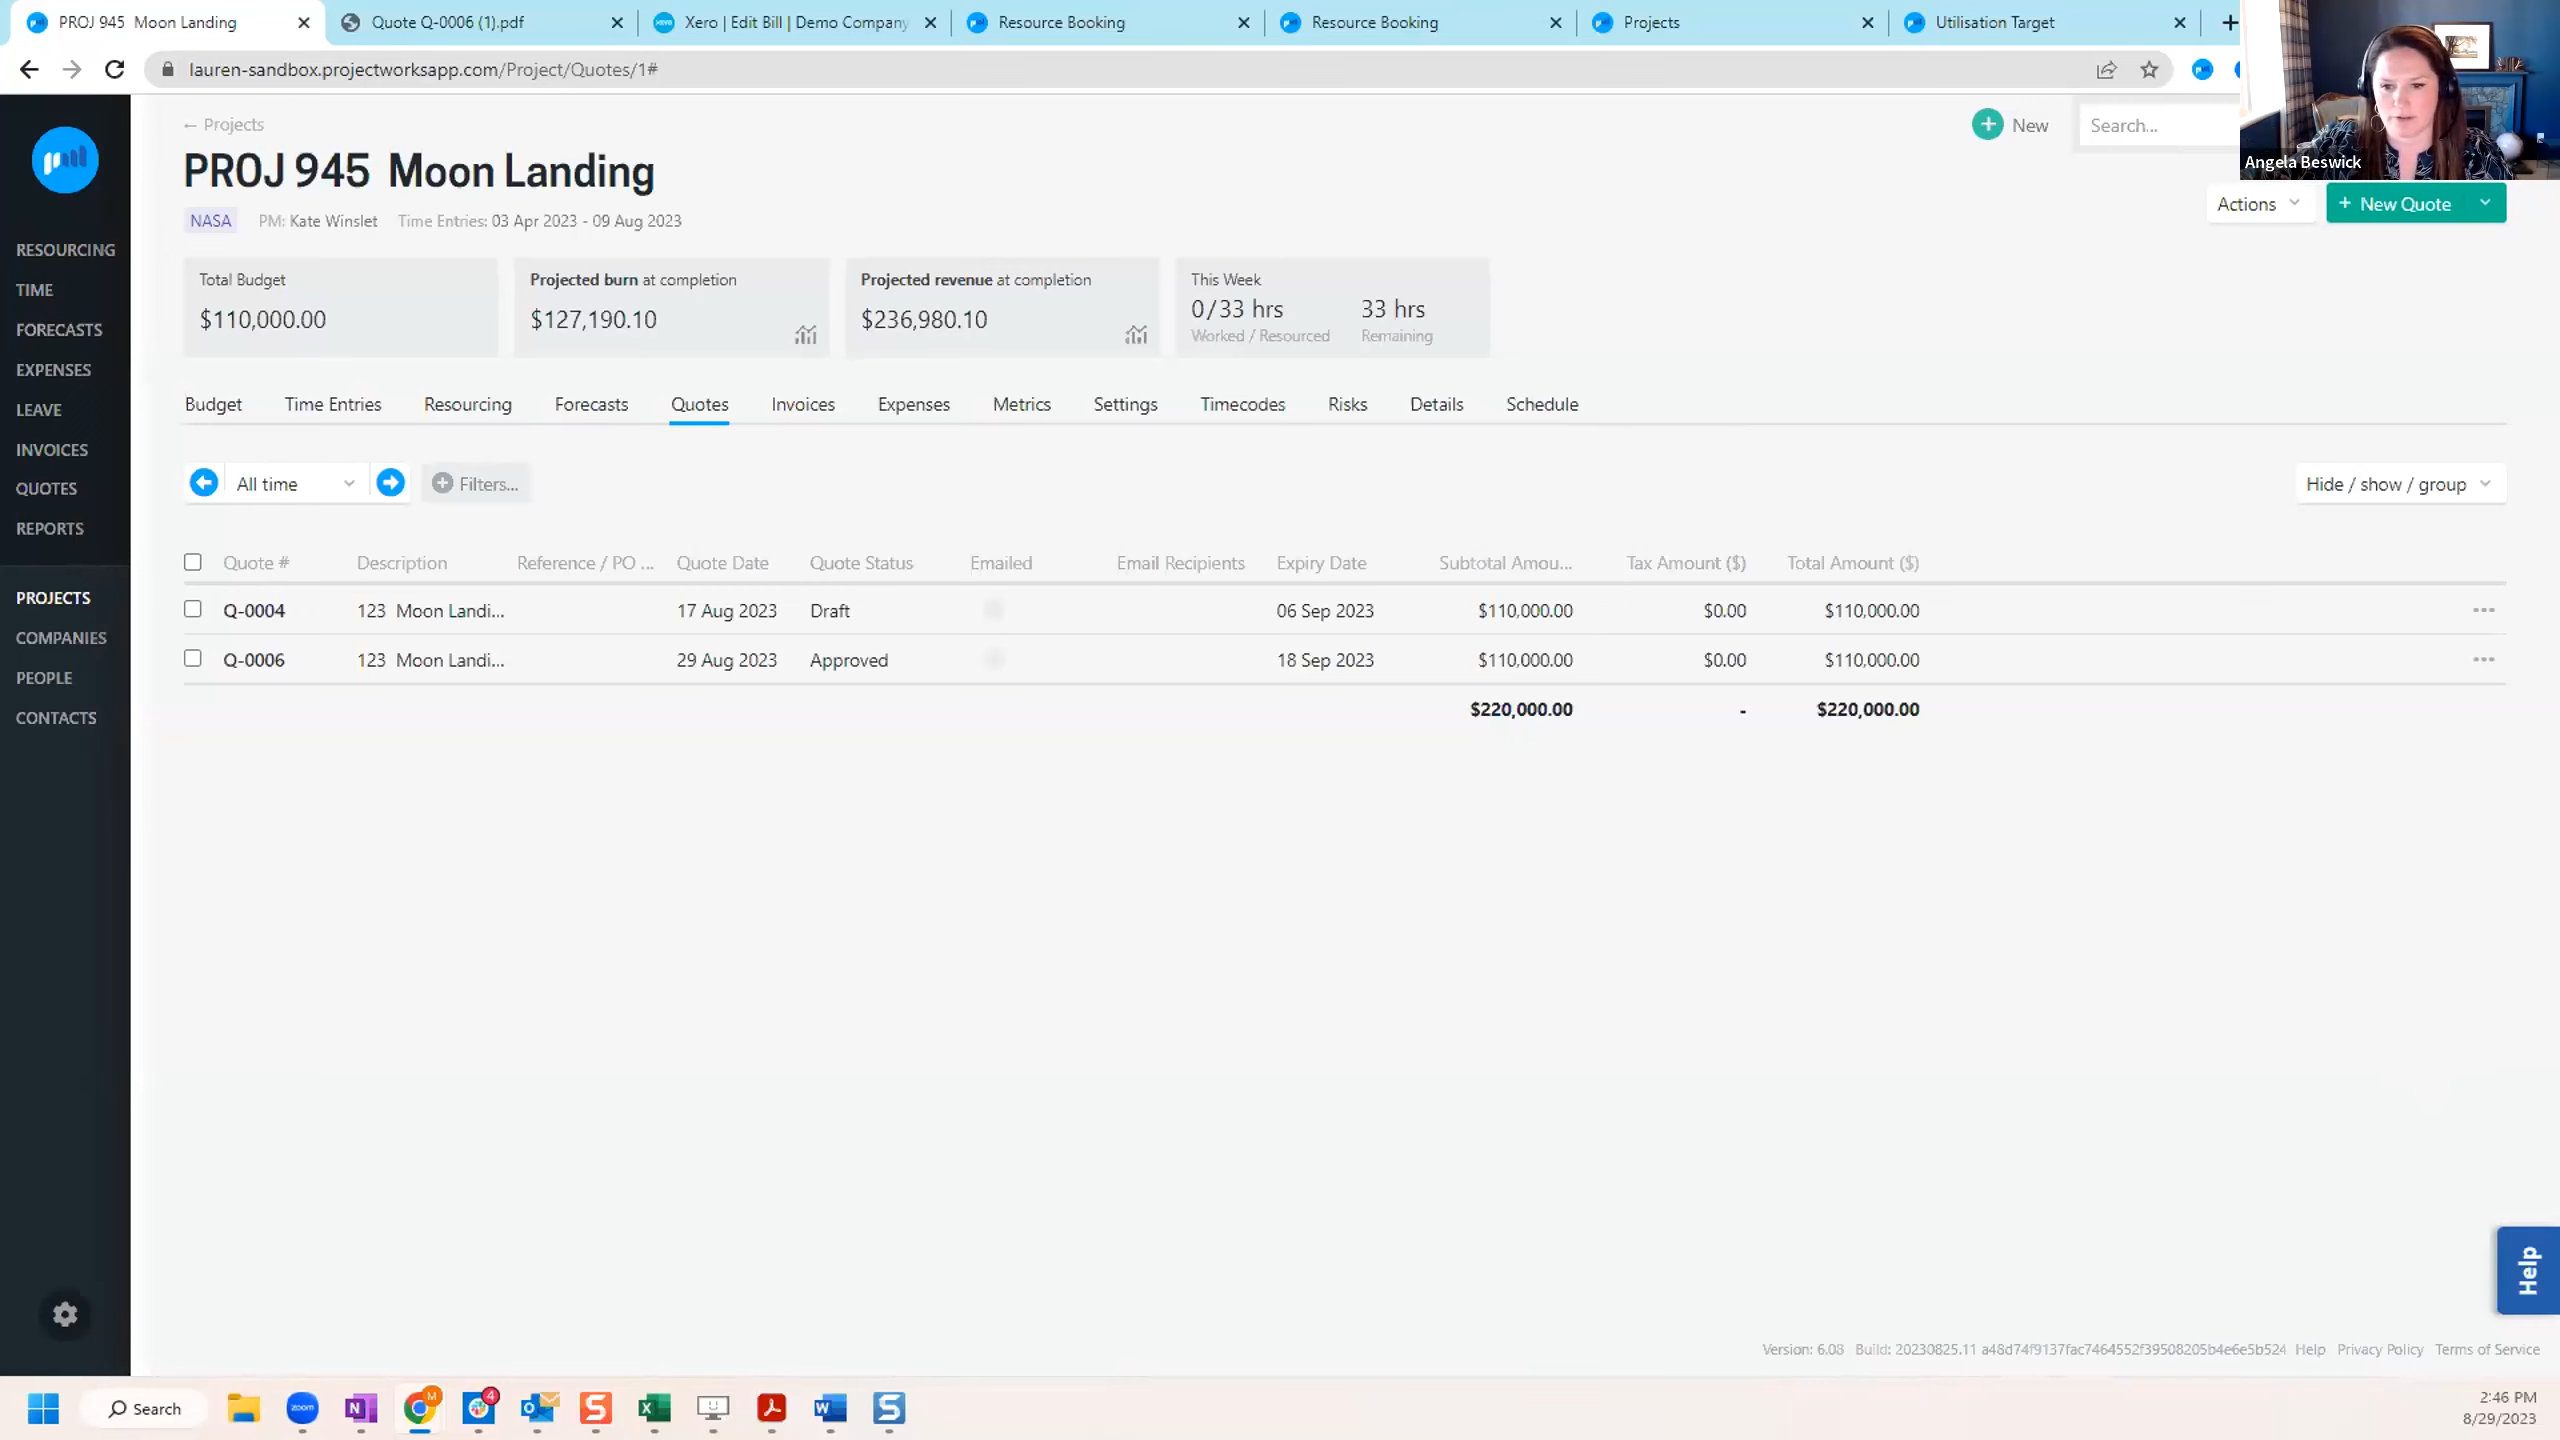 PROJ 945 Moon Landing
Quote Q-0006 (1).pdf
Xero | Edit Bill | Demo Company
Resource Booking
Resource Booking
Projects
Utilisation Target
lauren-sandbox.projectworksapp.com/Project/Quotes/1#
Angela Beswick
← Projects
New
Search...
PROJ 945 Moon Landing
NASA PM: Kate Winslet Time Entries: 03 Apr 2023 - 09 Aug 2023
Actions
+ New Quote
RESOURCING
TIME
FORECASTS
EXPENSES
LEAVE
INVOICES
QUOTES
REPORTS
PROJECTS
COMPANIES
PEOPLE
CONTACTS
Total Budget
$110,000.00
Projected burn at completion
$127,190.10
Projected revenue at completion
$236,980.10
This Week
0/33 hrs 33 hrs
Worked / Resourced Remaining
Budget Time Entries Resourcing Forecasts Quotes Invoices Expenses Metrics Settings Timecodes Risks Details Schedule
All time
Filters...
Hide / show / group
Quote # Description Reference / PO ... Quote Date Quote Status Emailed Email Recipients Expiry Date Subtotal Amou... Tax Amount ($) Total Amount ($)
Q-0004 123 Moon Landi... 17 Aug 2023 Draft 06 Sep 2023 $110,000.00 $0.00 $110,000.00
Q-0006 123 Moon Landi... 29 Aug 2023 Approved 18 Sep 2023 $110,000.00 $0.00 $110,000.00
$220,000.00 - $220,000.00
Help
Version: 6.08 Build: 20230825.11 a48d74f9137fac7464552f39508205b4e6e5b524 Help Privacy Policy Terms of Service
Search
zoom
M
4
2:46 PM
8/29/2023